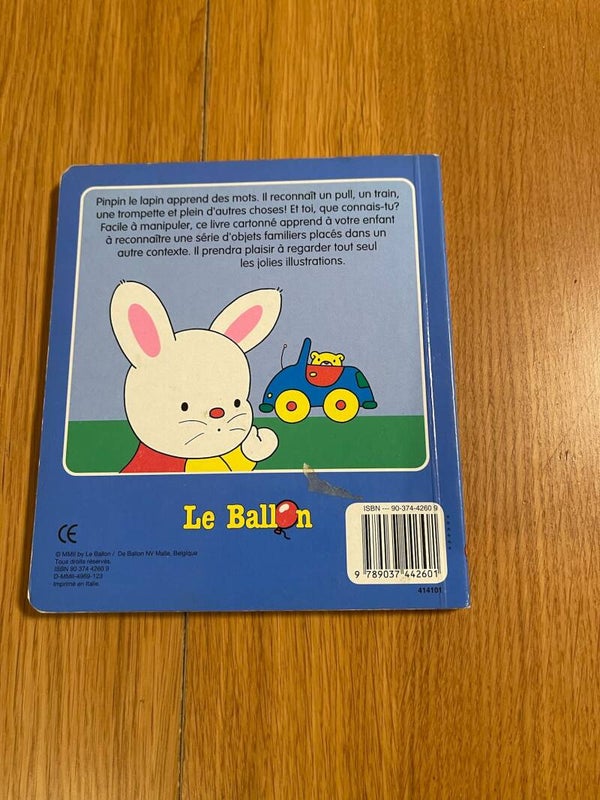 Pinpin le lapin apprend des mots. Il reconnaît un pull, un train,
une trompette et plein d'autres choses! Et toi, que connais-tu?
Facile à manipuler, ce livre cartonné apprend à votre enfant
à reconnaître une série d'objets familiers placés dans un
autre contexte. Il prendra plaisir à regarder tout seul
les jolies illustrations.
Le Ballon
CE
© MMII by Le Ballon / De Ballon NV Malle, Belgique
Tous droits réservés.
ISBN 90 374 4260 9
D-MMII-4969-123
Imprimé en Italie.
ISBN --- 90-374-4260 9
9 789037 442601
414101